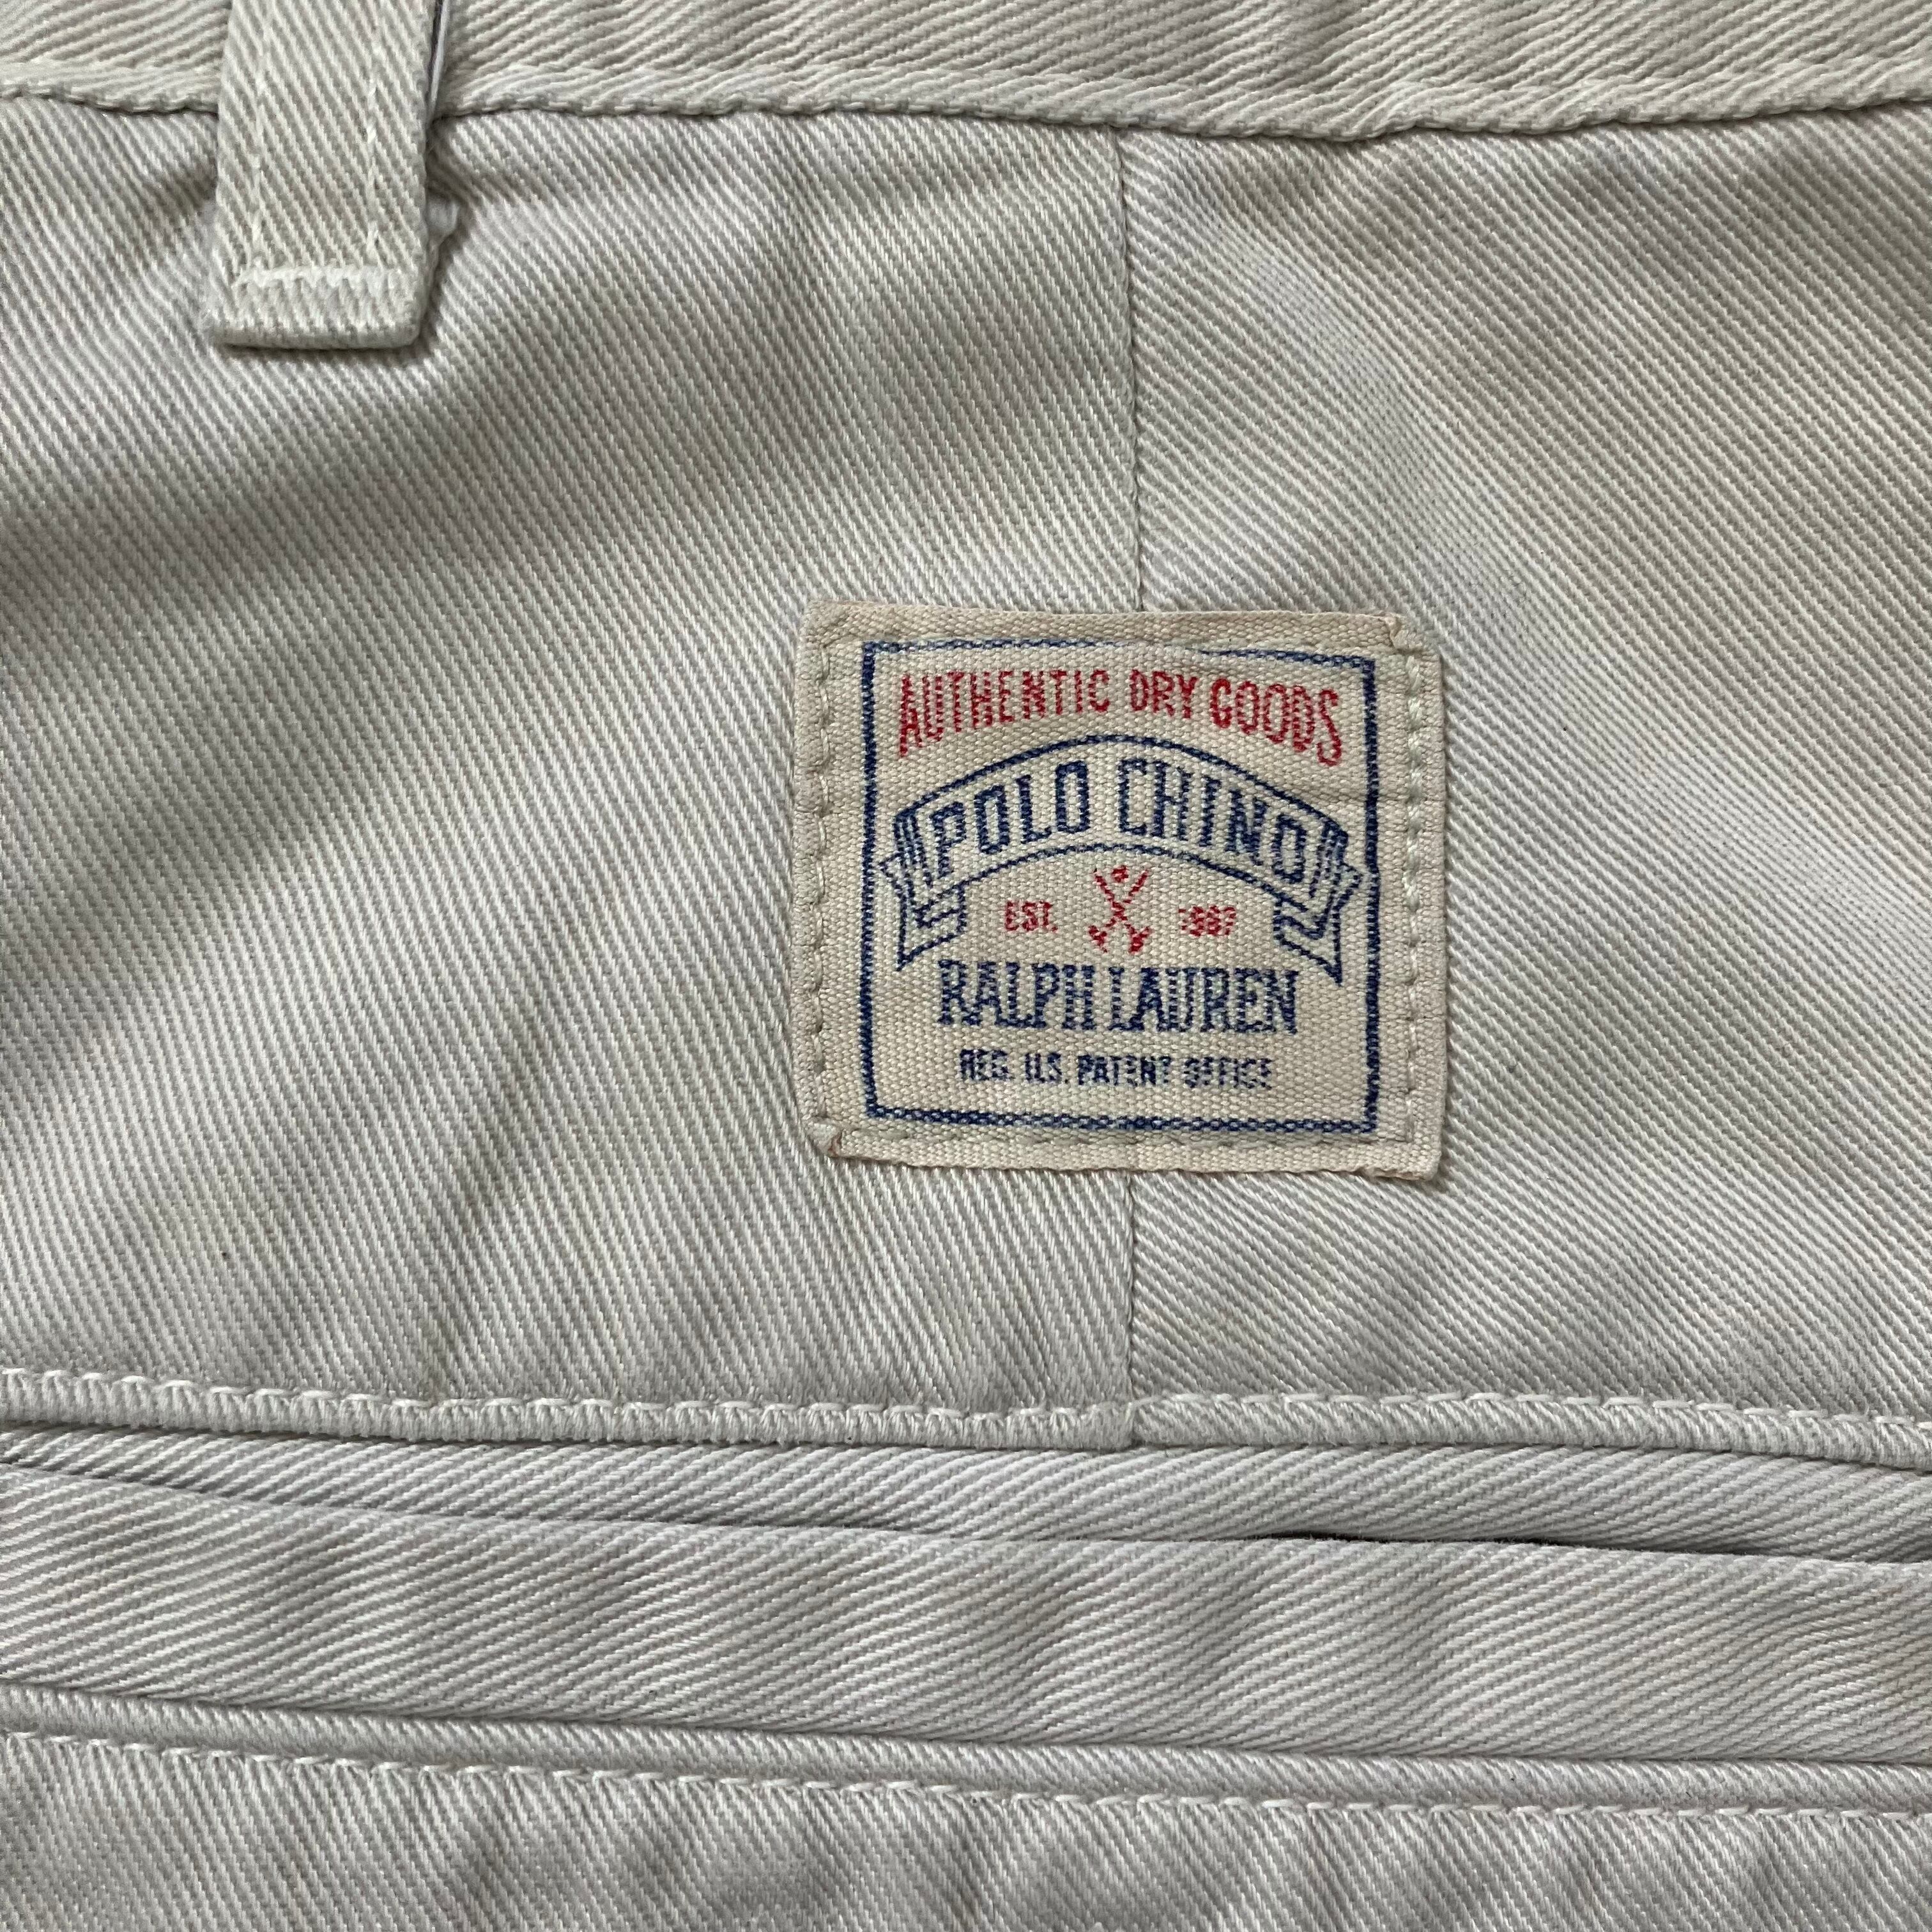 AUTHENTIC DRY GOODS
POLO CHINO
EST. 1967
RALPH LAUREN
REG. U.S. PATENT OFFICE